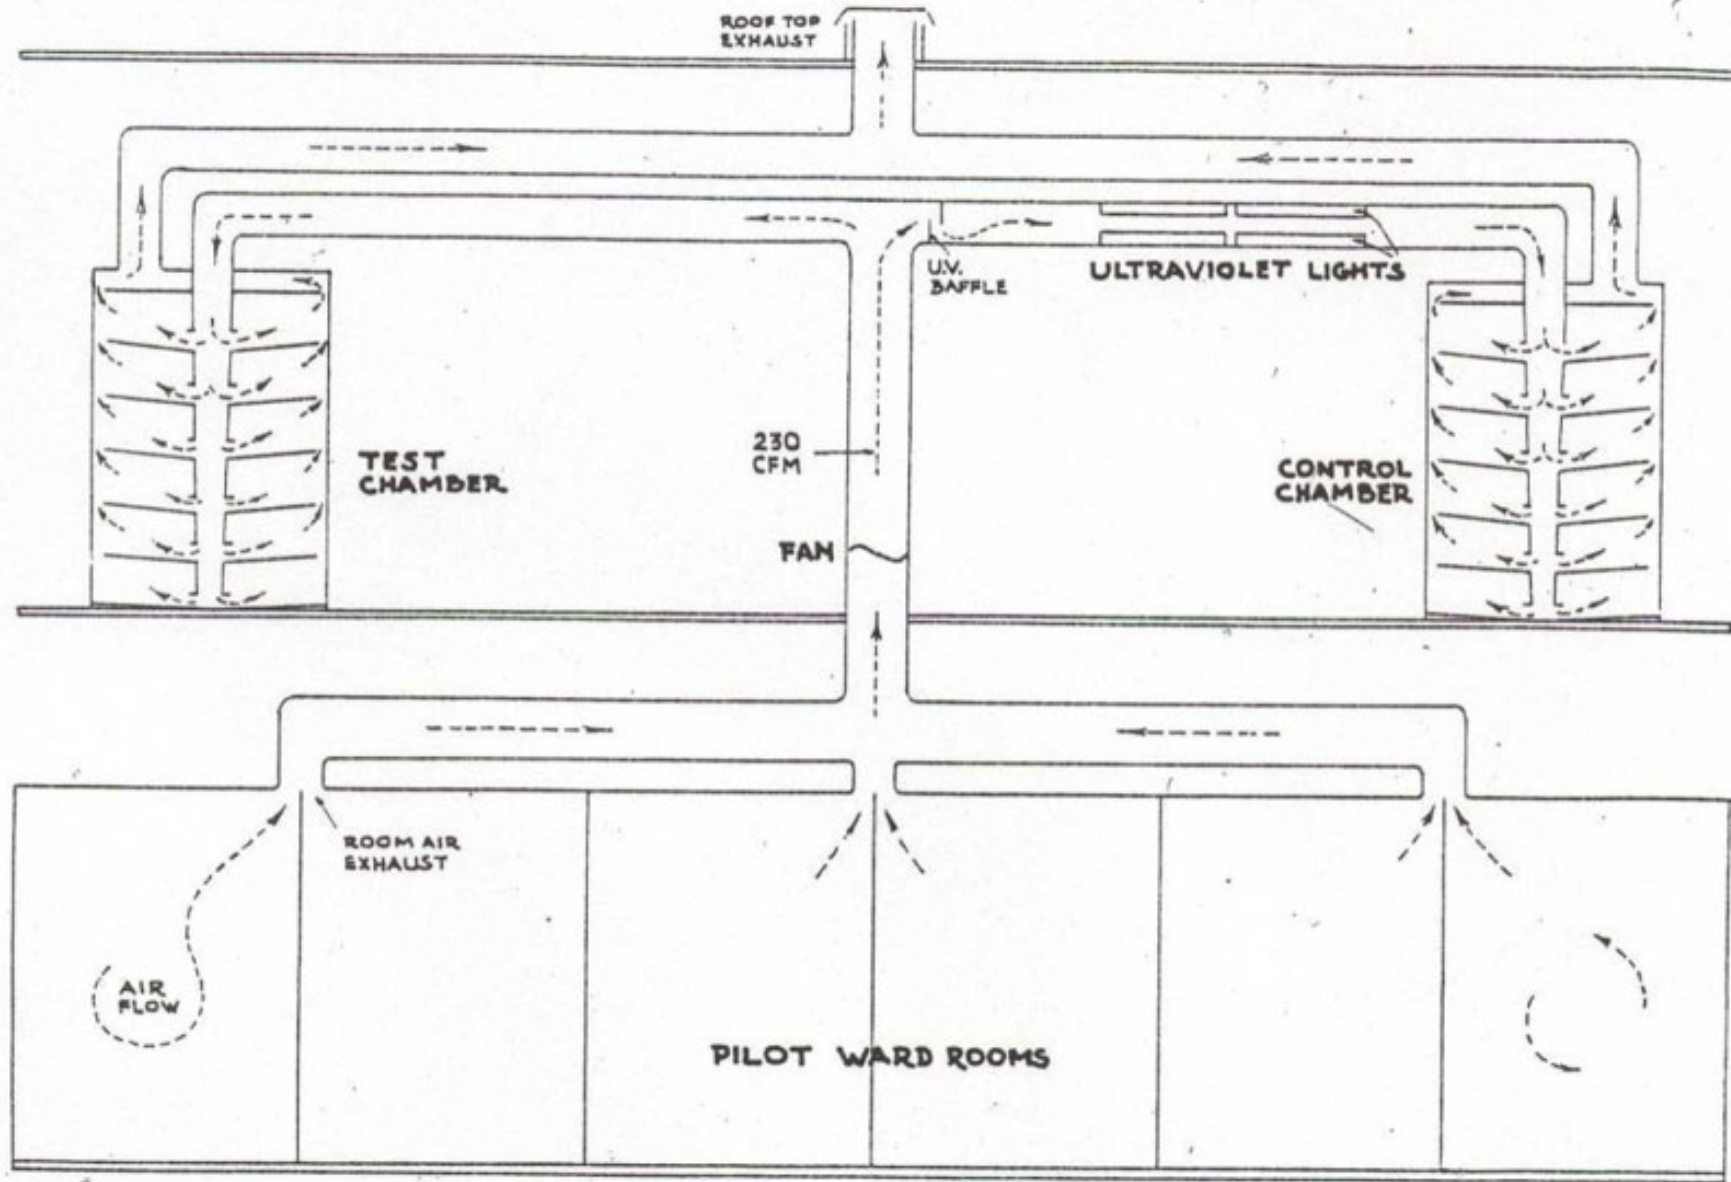 ROOF TOP
EXHAUST
U.V.
BAFFLE
ULTRAVIOLET LIGHTS
TEST
CHAMBER
230
CFM
CONTROL
CHAMBER
FAN
ROOM AIR
EXHAUST
AIR
FLOW
PILOT WARD ROOMS